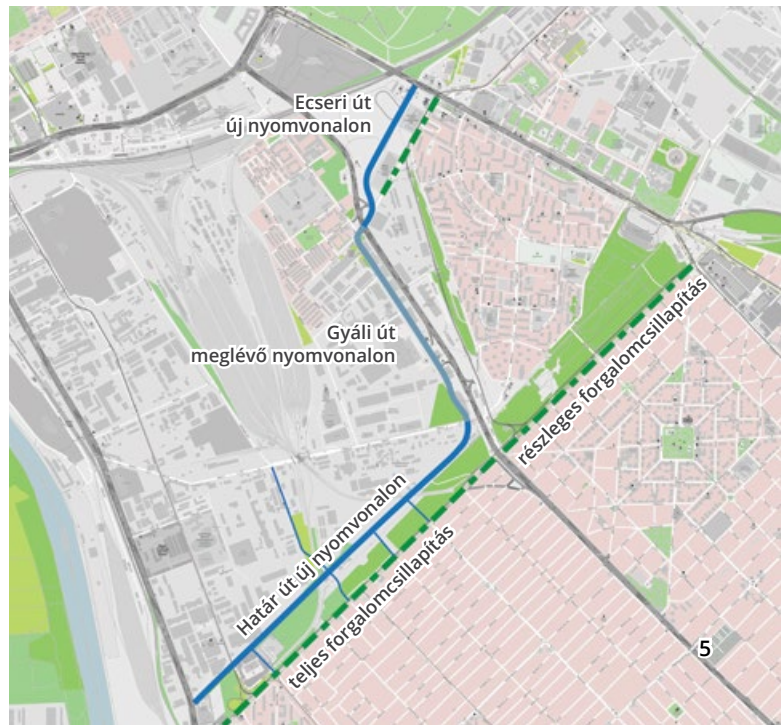 Ecseri út
új nyomvonalon
Gyáli út
meglévő nyomvonalon
részleges forgalomcsillapítás
Határ út új nyomvonalon
teljes forgalomcsillapítás
5